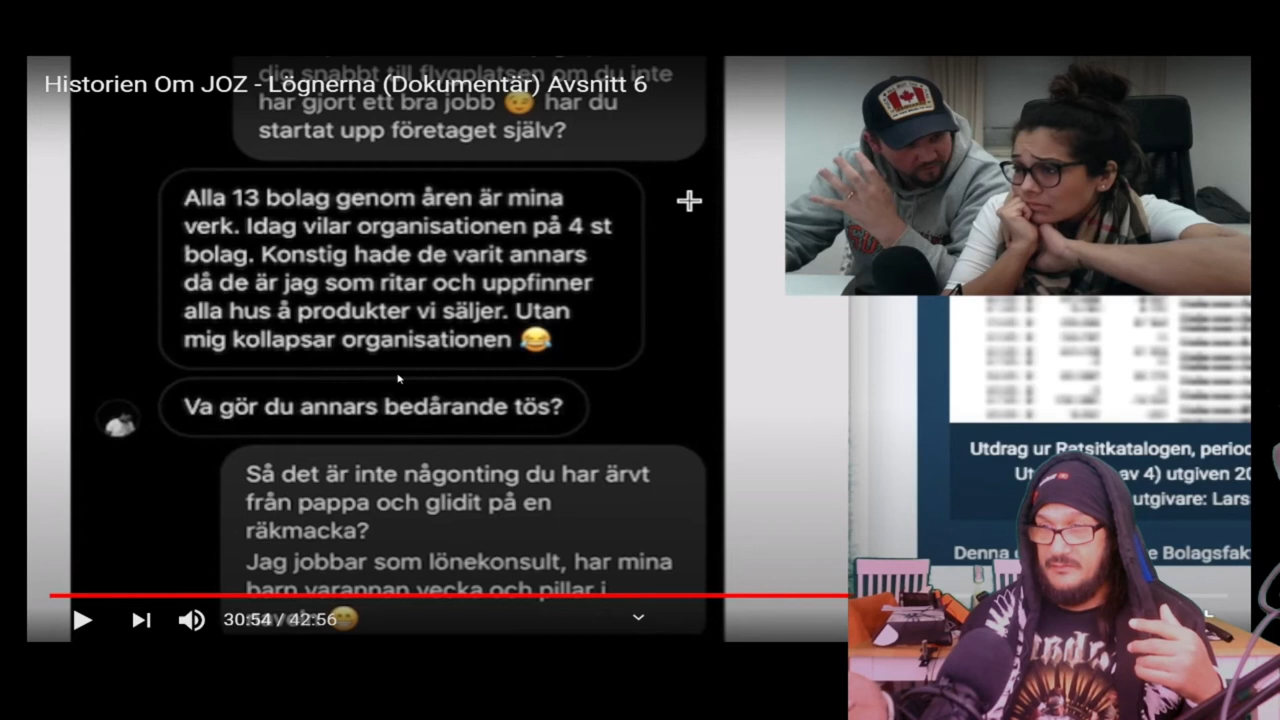 Historien Om JOZ - Lögnerna (Dokumentär) Avsnitt 6
dig snabbt till flygplatsen om du inte
har gjort ett bra jobb 😉 har du
startat upp företaget själv?
Alla 13 bolag genom åren är mina
verk. Idag vilar organisationen på 4 st
bolag. Konstig hade de varit annars
då de är jag som ritar och uppfinner
alla hus å produkter vi säljer. Utan
mig kollapsar organisationen 😂
Va gör du annars bedårande tös?
Så det är inte någonting du har ärvt
från pappa och glidit på en
räkmacka?
Jag jobbar som lönekonsult, har mina
barn varannan vecka och pillar i
30:54 / 42:56
Utdrag ur Ratsitkatalogen, perio
Ut av 4) utgiven 20
utgivare: Lars
Denna e Bolagsfak